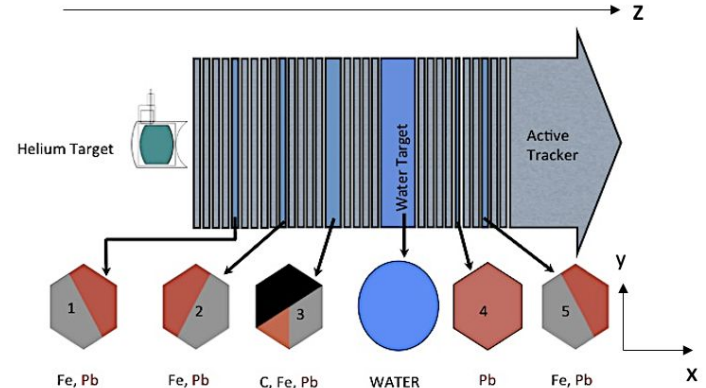 Z
Helium Target
Water Target
Active
Tracker
1
2
3
4
5
y
X
Fe, Pb
Fe, Pb
C, Fe, Pb
WATER
Pb
Fe, Pb